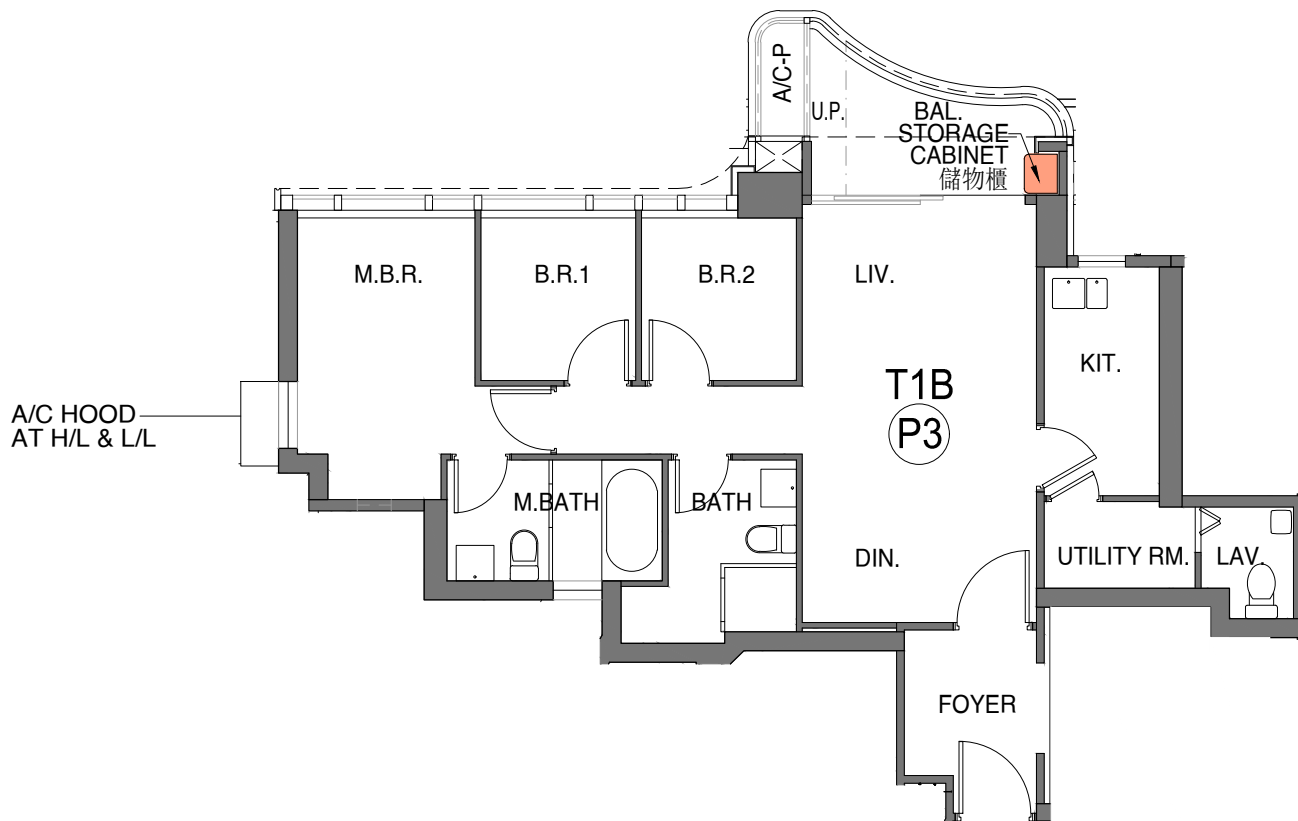 A/C-P
U.P.
BAL.
STORAGE
CABINET
儲物櫃
M.B.R.
B.R.1
B.R.2
LIV.
KIT.
T1B
P3
A/C HOOD
AT H/L & L/L
M.BATH
BATH
DIN.
UTILITY RM.
LAV.
FOYER